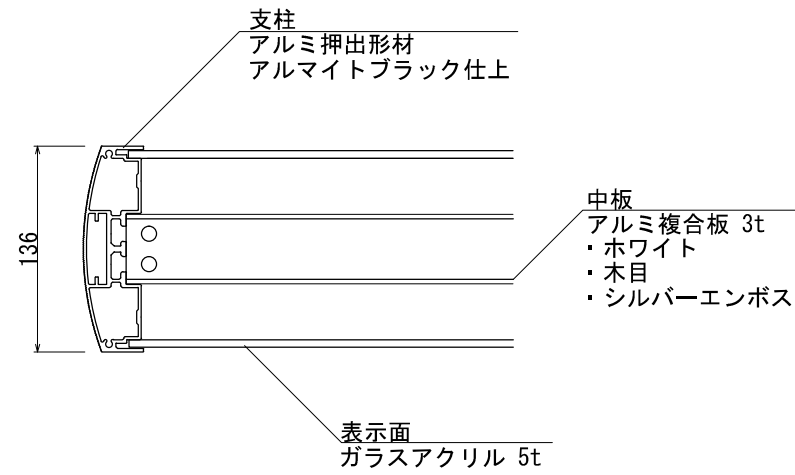 支柱
アルミ押出形材
アルマイトブラック仕上
136
中板
アルミ複合板 3t
・ホワイト
・木目
・シルバーエンボス
表示面
ガラスアクリル 5t